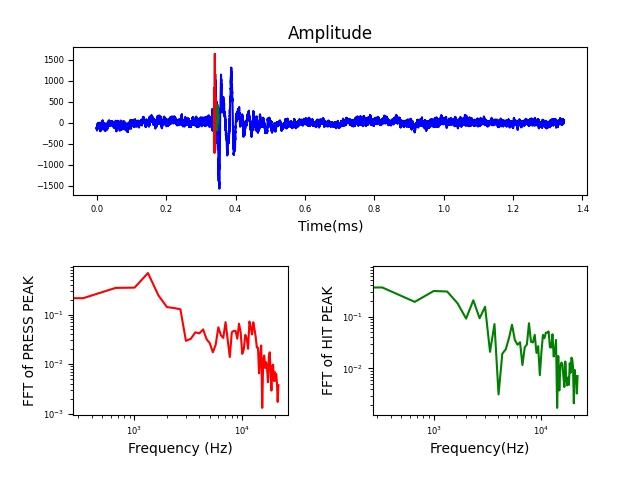 Amplitude
1500
1000
500
0
−500
−1000
−1500
0.0 0.2 0.4 0.6 0.8 1.0 1.2 1.4
Time(ms)
FFT of PRESS PEAK
10⁻¹
10⁻²
10⁻³
10³ 10⁴
Frequency (Hz)
FFT of HIT PEAK
10⁻¹
10⁻²
10³ 10⁴
Frequency(Hz)